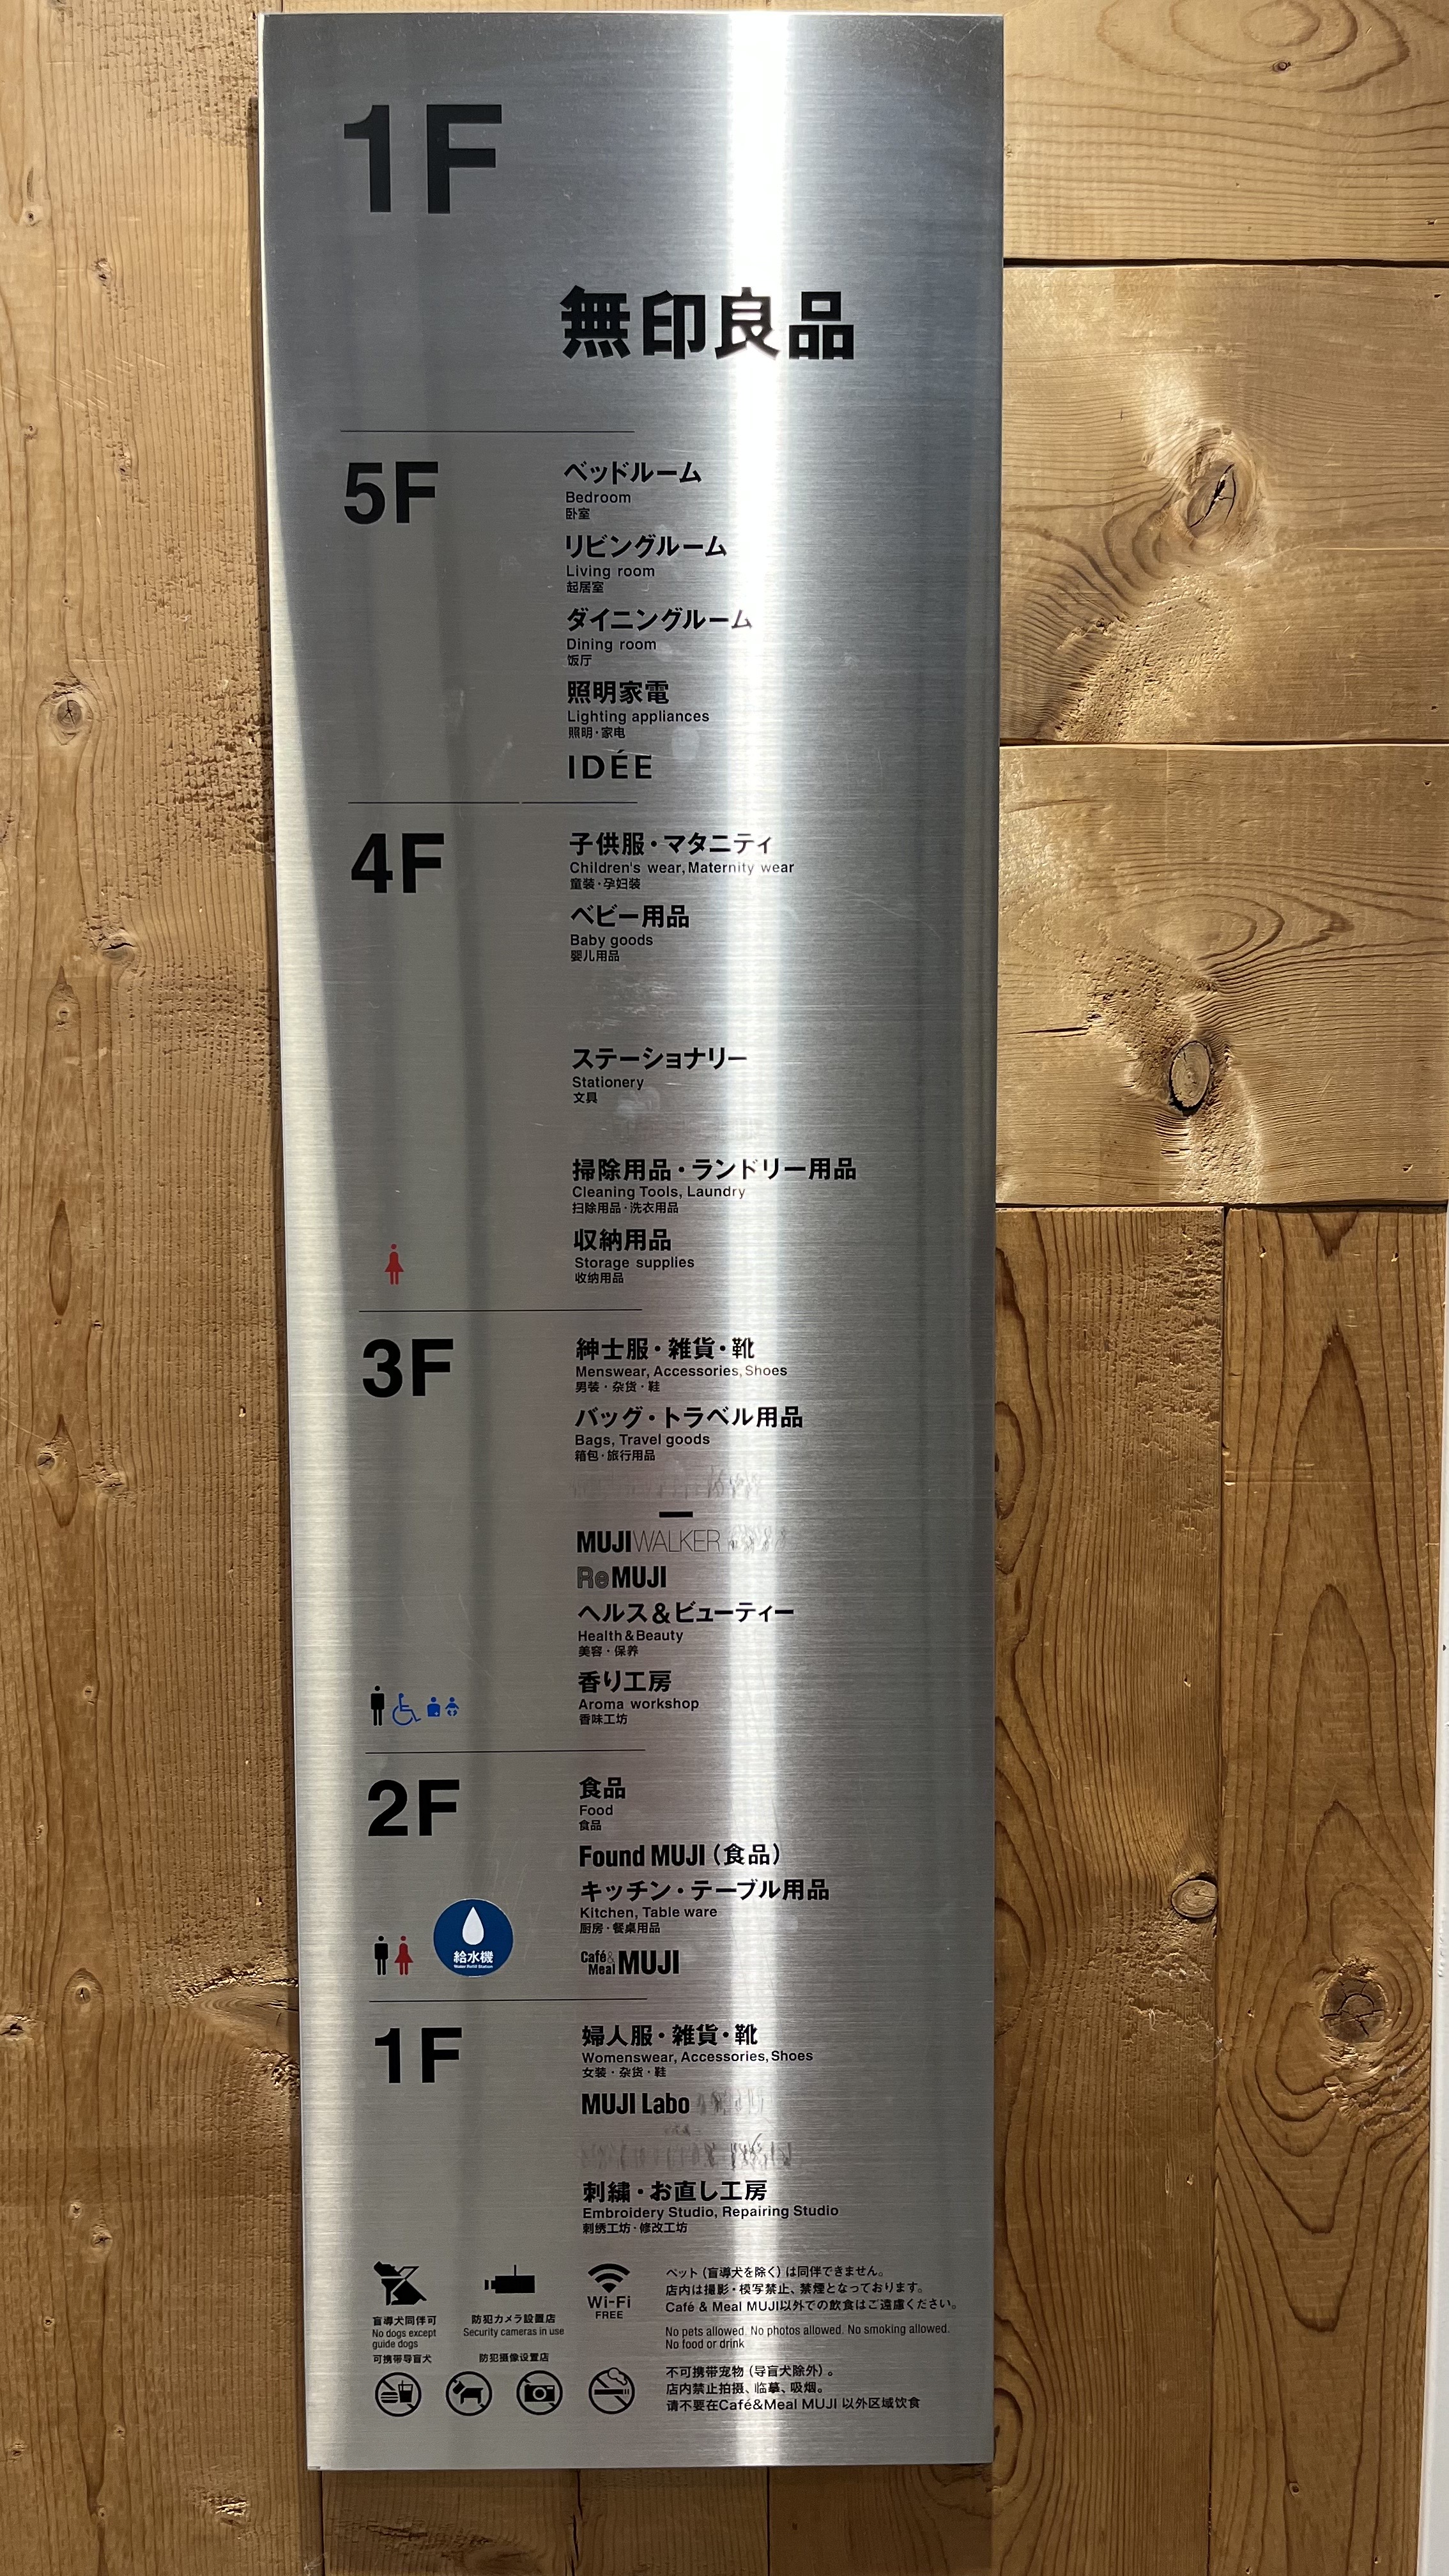 1F
無印良品
5F
ベッドルーム
Bedroom
卧室
リビングルーム
Living room
起居室
ダイニングルーム
Dining room
饭厅
照明家電
Lighting appliances
照明・家电
IDÉE
4F
子供服・マタニティ
Children's wear, Maternity wear
童装・孕妇装
ベビー用品
Baby goods
婴儿用品
ステーショナリー
Stationery
文具
掃除用品・ランドリー用品
Cleaning Tools, Laundry
扫除用品・洗衣用品
収納用品
Storage supplies
收纳用品
3F
紳士服・雑貨・靴
Menswear, Accessories, Shoes
男装・杂货・鞋
バッグ・トラベル用品
Bags, Travel goods
箱包・旅行用品
MUJI WALKER
ReMUJI
ヘルス&ビューティー
Health & Beauty
美容・保养
香り工房
Aroma workshop
香味工坊
2F
食品
Food
食品
Found MUJI（食品）
キッチン・テーブル用品
Kitchen, Table ware
厨房・餐桌用品
給水機
Water Refill Station
Café&
Meal MUJI
1F
婦人服・雑貨・靴
Womenswear, Accessories, Shoes
女装・杂货・鞋
MUJI Labo
刺繍・お直し工房
Embroidery Studio, Repairing Studio
刺绣工坊・修改工坊
盲導犬同伴可
No dogs except
guide dogs
可携带导盲犬
防犯カメラ設置店
Security cameras in use
防犯摄像设置店
Wi-Fi
FREE
ペット（盲導犬を除く）は同伴できません。
店内は撮影・模写禁止、禁煙となっております。
Café & Meal MUJI以外での飲食はご遠慮ください。
No pets allowed. No photos allowed. No smoking allowed.
No food or drink
不可携带宠物（导盲犬除外）。
店内禁止拍摄、临摹、吸烟。
请不要在Café&Meal MUJI 以外区域饮食